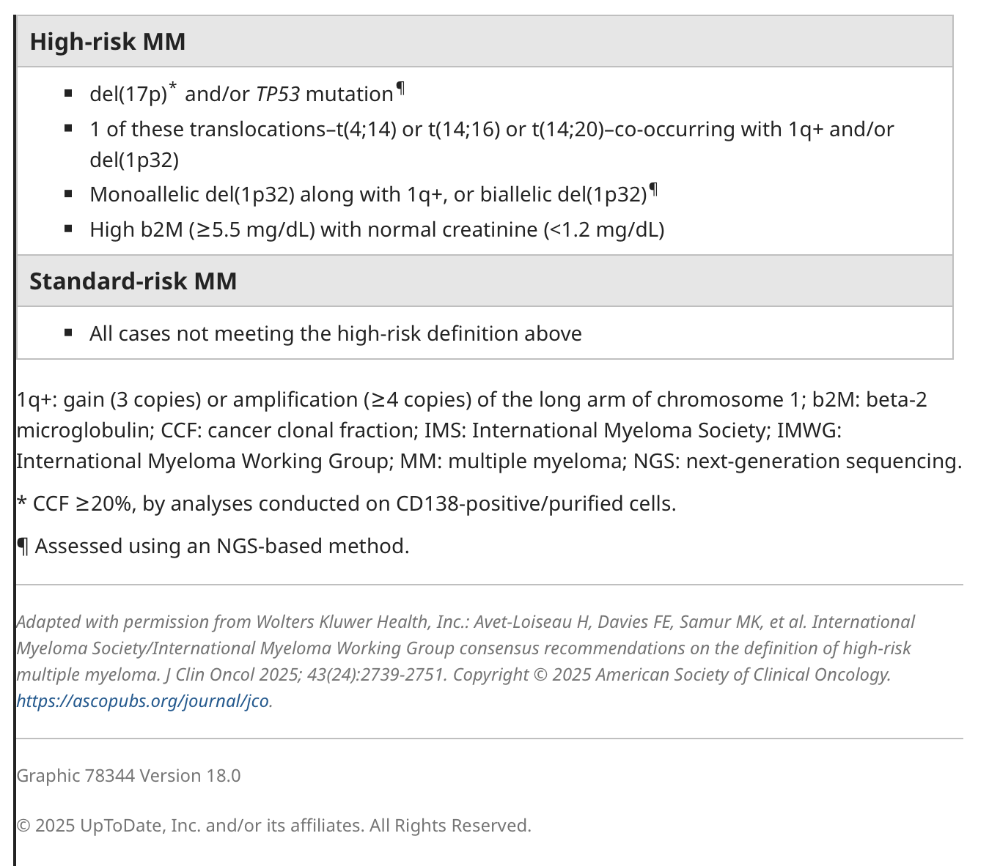 High-risk MM
▪ del(17p)* and/or TP53 mutation¶
▪ 1 of these translocations–t(4;14) or t(14;16) or t(14;20)–co-occurring with 1q+ and/or
del(1p32)
▪ Monoallelic del(1p32) along with 1q+, or biallelic del(1p32)¶
▪ High b2M (≥5.5 mg/dL) with normal creatinine (<1.2 mg/dL)
Standard-risk MM
▪ All cases not meeting the high-risk definition above
1q+: gain (3 copies) or amplification (≥4 copies) of the long arm of chromosome 1; b2M: beta-2
microglobulin; CCF: cancer clonal fraction; IMS: International Myeloma Society; IMWG:
International Myeloma Working Group; MM: multiple myeloma; NGS: next-generation sequencing.
* CCF ≥20%, by analyses conducted on CD138-positive/purified cells.
¶ Assessed using an NGS-based method.
Adapted with permission from Wolters Kluwer Health, Inc.: Avet-Loiseau H, Davies FE, Samur MK, et al. International
Myeloma Society/International Myeloma Working Group consensus recommendations on the definition of high-risk
multiple myeloma. J Clin Oncol 2025; 43(24):2739-2751. Copyright © 2025 American Society of Clinical Oncology.
https://ascopubs.org/journal/jco.
Graphic 78344 Version 18.0
© 2025 UpToDate, Inc. and/or its affiliates. All Rights Reserved.